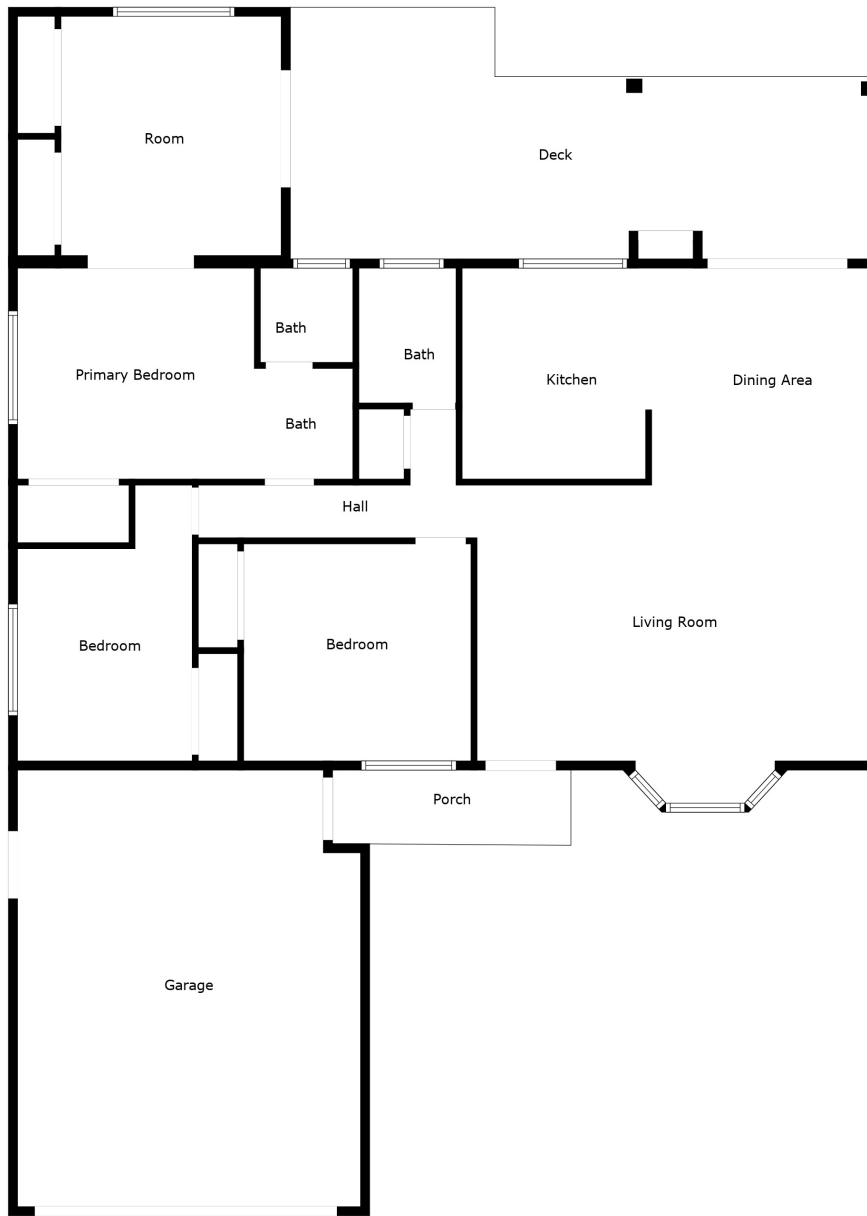 Room
Deck
Bath
Bath
Primary Bedroom
Kitchen
Dining Area
Bath
Hall
Living Room
Bedroom
Bedroom
Porch
Garage